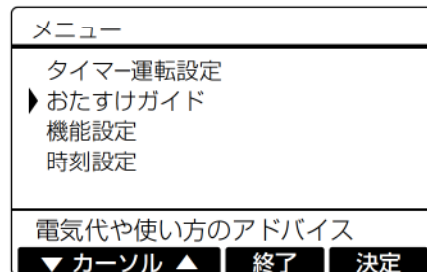 メニュー
タイマー運転設定
おたすけガイド
機能設定
時刻設定
電気代や使い方のアドバイス
▼ カーソル ▲ 終了 決定